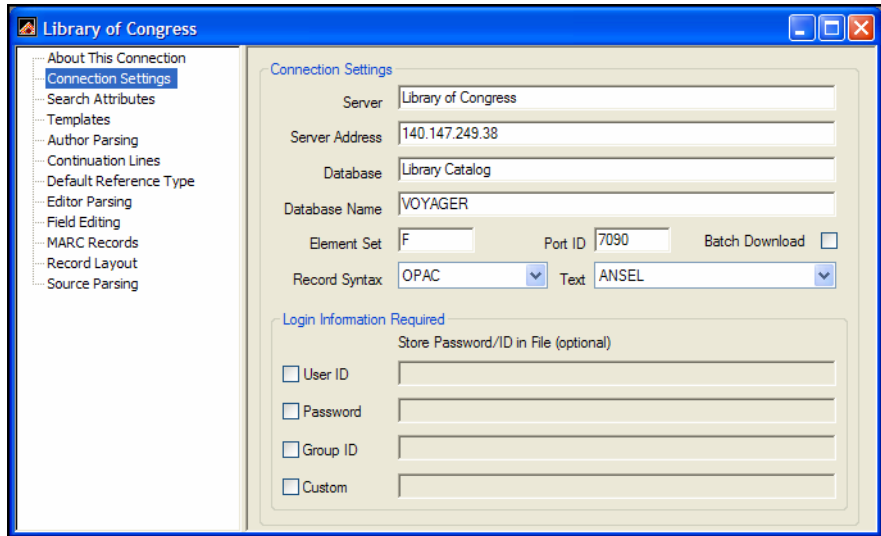 Library of Congress
About This Connection
Connection Settings
Search Attributes
Templates
Author Parsing
Continuation Lines
Default Reference Type
Editor Parsing
Field Editing
MARC Records
Record Layout
Source Parsing
Connection Settings
Server Library of Congress
Server Address 140.147.249.38
Database Library Catalog
Database Name VOYAGER
Element Set F Port ID 7090 Batch Download
Record Syntax OPAC Text ANSEL
Login Information Required
Store Password/ID in File (optional)
User ID
Password
Group ID
Custom